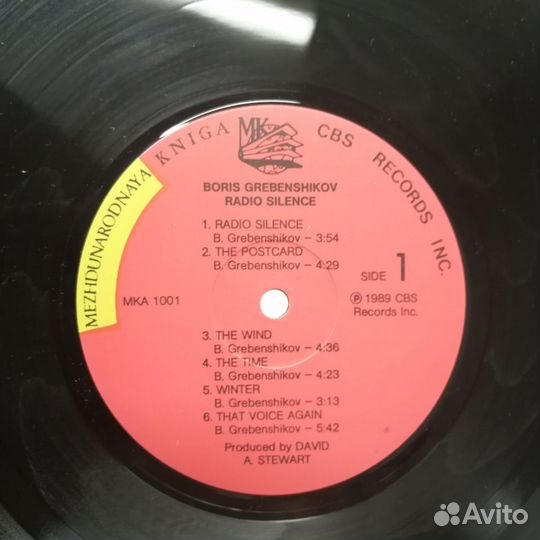 MEZHDUNARODNAYA KNIGA MK CBS RECORDS INC.
BORIS GREBENSHIKOV
RADIO SILENCE
1. RADIO SILENCE
B. Grebenshikov – 3:54
2. THE POSTCARD
B. Grebenshikov – 4:29
MKA 1001
SIDE 1
℗ 1989 CBS
Records Inc.
3. THE WIND
B. Grebenshikov – 4:36
4. THE TIME
B. Grebenshikov – 4:23
5. WINTER
B. Grebenshikov – 3:13
6. THAT VOICE AGAIN
B. Grebenshikov – 5:42
Produced by DAVID
A. STEWART
Avito